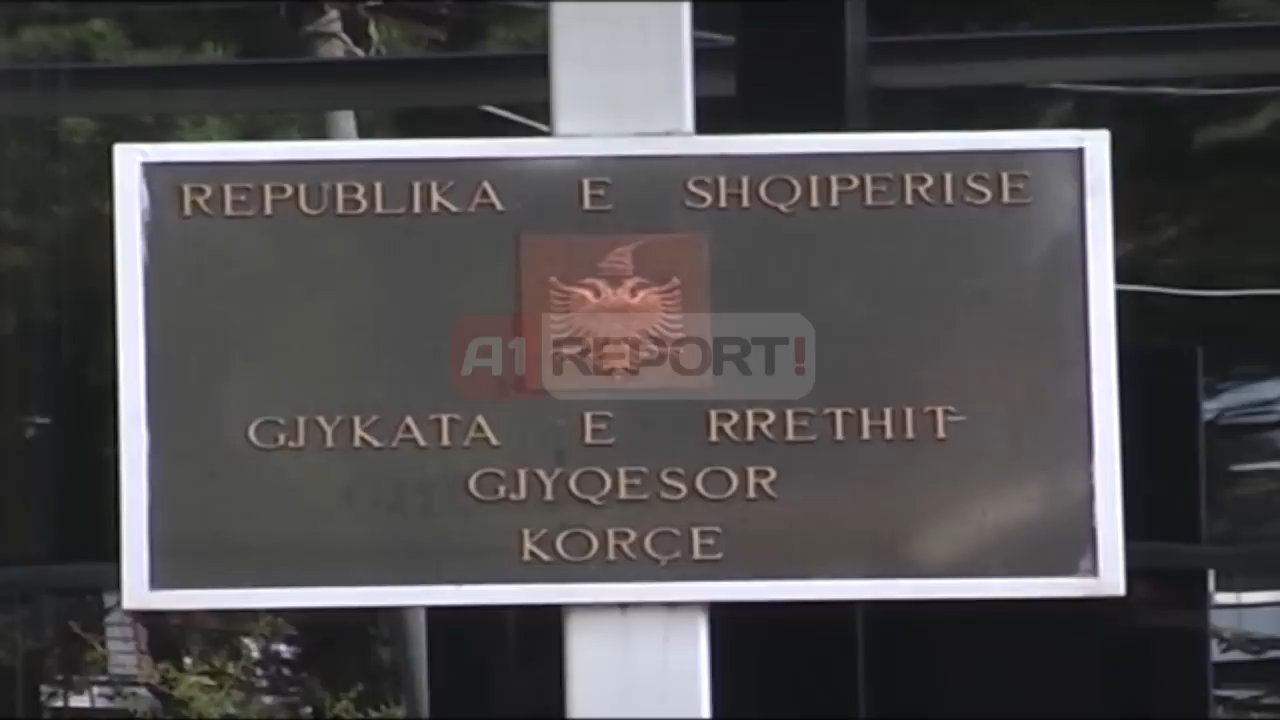 REPUBLIKA E SHQIPERISE
A1 REPORT!
GJYKATA E RRETHIT
GJYQESOR
KORÇE